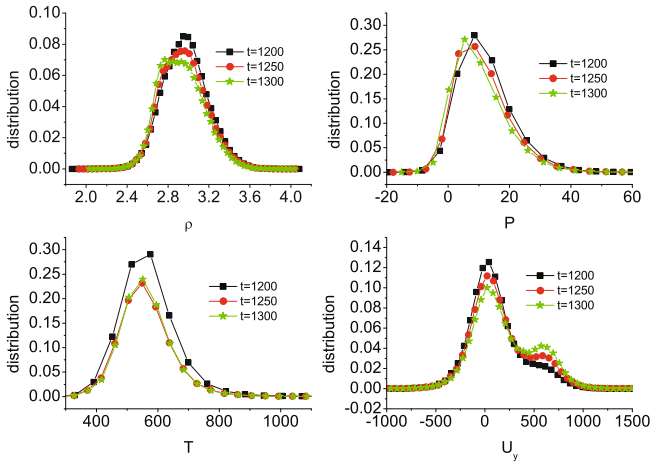 0.10
0.08
0.06
0.04
0.02
0.00
distribution
2.0 2.4 2.8 3.2 3.6 4.0
ρ
t=1200
t=1250
t=1300
0.30
0.25
0.20
0.15
0.10
0.05
0.00
distribution
-20 0 20 40 60
P
t=1200
t=1250
t=1300
0.30
0.25
0.20
0.15
0.10
0.05
0.00
distribution
400 600 800 1000
T
t=1200
t=1250
t=1300
0.14
0.12
0.10
0.08
0.06
0.04
0.02
0.00
-0.02
distribution
-1000 -500 0 500 1000 1500
U_y
t=1200
t=1250
t=1300